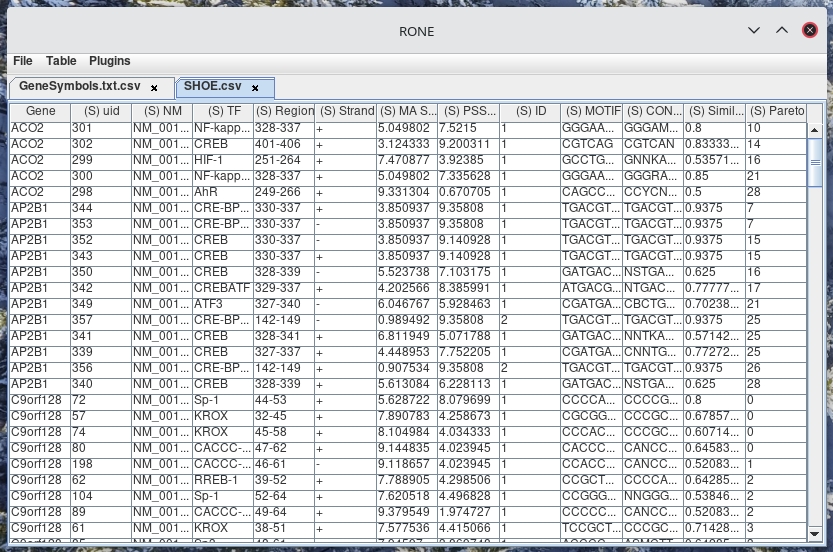 RONE
File Table Plugins
GeneSymbols.txt.csv SHOE.csv
Gene (S) uid (S) NM (S) TF (S) Region (S) Strand (S) MA S... (S) PSS... (S) ID (S) MOTIF (S) CON... (S) Simil... (S) Pareto
ACO2 301 NM_001... NF-kapp... 328-337 + 5.049802 7.5215 1 GGGAA... GGGAM... 0.8 10
ACO2 302 NM_001... CREB 401-406 + 3.124333 9.200311 1 CGTCAG CGTCAN 0.83333... 14
ACO2 299 NM_001... HIF-1 251-264 + 7.470877 3.92385 1 GCCTG... GNNKA... 0.53571... 16
ACO2 300 NM_001... NF-kapp... 328-337 + 5.049802 7.335628 1 GGGAA... GGGRA... 0.85 21
ACO2 298 NM_001... AhR 249-266 + 9.331304 0.670705 1 CAGCC... CCYCN... 0.5 28
AP2B1 344 NM_001... CRE-BP... 330-337 + 3.850937 9.35808 1 TGACGT... TGACGT... 0.9375 7
AP2B1 353 NM_001... CRE-BP... 330-337 - 3.850937 9.35808 1 TGACGT... TGACGT... 0.9375 7
AP2B1 352 NM_001... CREB 330-337 - 3.850937 9.140928 1 TGACGT... TGACGT... 0.9375 15
AP2B1 343 NM_001... CREB 330-337 + 3.850937 9.140928 1 TGACGT... TGACGT... 0.9375 15
AP2B1 350 NM_001... CREB 328-339 - 5.523738 7.103175 1 GATGAC... NSTGA... 0.625 16
AP2B1 342 NM_001... CREBATF 329-337 + 4.202566 8.385991 1 ATGACG... NTGAC... 0.77777... 17
AP2B1 349 NM_001... ATF3 327-340 - 6.046767 5.928463 1 CGATGA... CBCTG... 0.70238... 21
AP2B1 357 NM_001... CRE-BP... 142-149 - 0.989492 9.35808 2 TGACGT... TGACGT... 0.9375 25
AP2B1 341 NM_001... CREB 328-341 + 6.811949 5.071788 1 GATGAC... NNTKA... 0.57142... 25
AP2B1 339 NM_001... CREB 327-337 + 4.448953 7.752205 1 CGATGA... CNNTG... 0.77272... 25
AP2B1 356 NM_001... CRE-BP... 142-149 + 0.907534 9.35808 2 TGACGT... TGACGT... 0.9375 26
AP2B1 340 NM_001... CREB 328-339 + 5.613084 6.228113 1 GATGAC... NSTGA... 0.625 28
C9orf128 72 NM_001... Sp-1 44-53 + 5.628722 8.079699 1 CCCCA... CCCCG... 0.8 0
C9orf128 57 NM_001... KROX 32-45 + 7.890783 4.258673 1 CGCGG... CCCGC... 0.67857... 0
C9orf128 74 NM_001... KROX 45-58 + 8.104984 4.034333 1 CCCAC... CCCGC... 0.60714... 0
C9orf128 80 NM_001... CACCC-... 47-62 + 9.144835 4.023945 1 CACCC... CANCC... 0.64583... 0
C9orf128 198 NM_001... CACCC-... 46-61 - 9.118657 4.023945 1 CCACC... CANCC... 0.52083... 1
C9orf128 62 NM_001... RREB-1 39-52 + 7.788905 4.298506 1 CCGCT... CCCCA... 0.64285... 2
C9orf128 104 NM_001... Sp-1 52-64 + 7.620518 4.496828 1 CCGGG... NNGGG... 0.53846... 2
C9orf128 89 NM_001... CACCC-... 49-64 + 9.379549 1.974727 1 CCCCC... CANCC... 0.52083... 2
C9orf128 61 NM_001... KROX 38-51 + 7.577536 4.415066 1 TCCGCT... CCCGC... 0.71428... 3